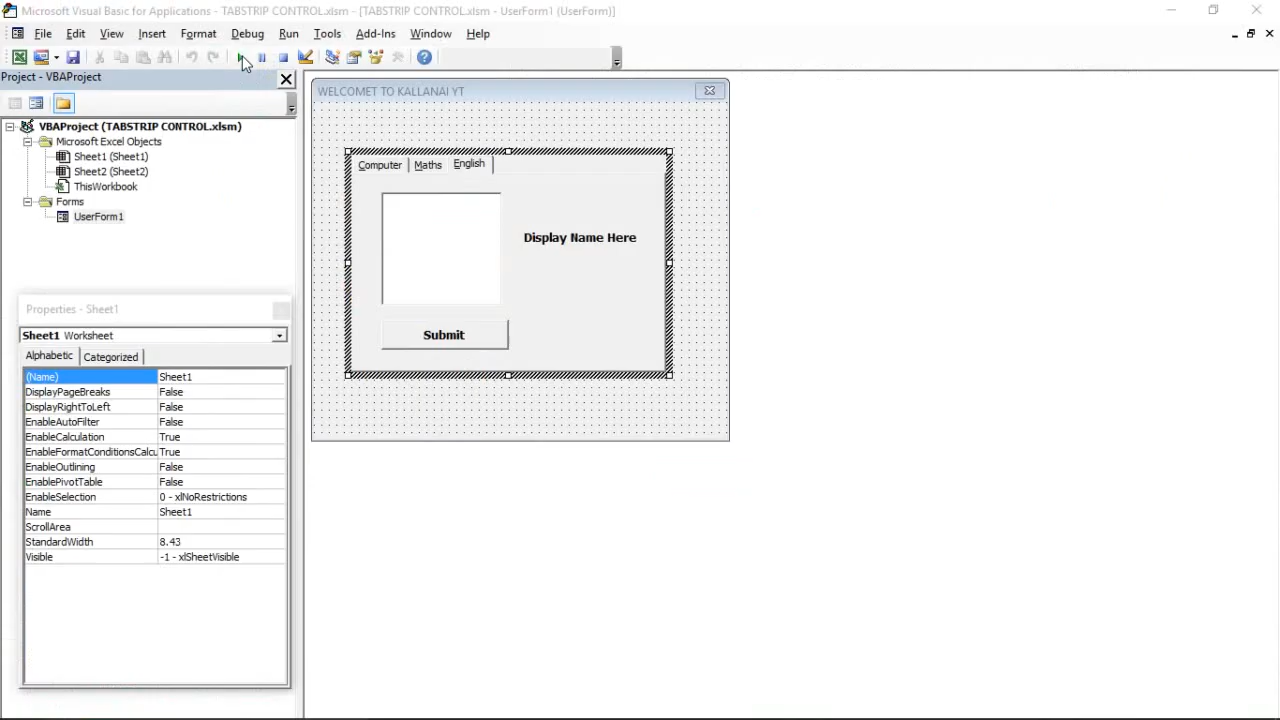 Microsoft Visual Basic for Applications - TABSTRIP CONTROL.xlsm - [TABSTRIP CONTROL.xlsm - UserForm1 (UserForm)]
File Edit View Insert Format Debug Run Tools Add-Ins Window Help
Project - VBAProject
VBAProject (TABSTRIP CONTROL.xlsm)
Microsoft Excel Objects
Sheet1 (Sheet1)
Sheet2 (Sheet2)
ThisWorkbook
Forms
UserForm1
Properties - Sheet1
Sheet1 Worksheet
Alphabetic Categorized
(Name) Sheet1
DisplayPageBreaks False
DisplayRightToLeft False
EnableAutoFilter False
EnableCalculation True
EnableFormatConditionsCalcu True
EnableOutlining False
EnablePivotTable False
EnableSelection 0 - xlNoRestrictions
Name Sheet1
ScrollArea
StandardWidth 8.43
Visible -1 - xlSheetVisible
WELCOMET TO KALLANAI YT
Computer Maths English
Display Name Here
Submit